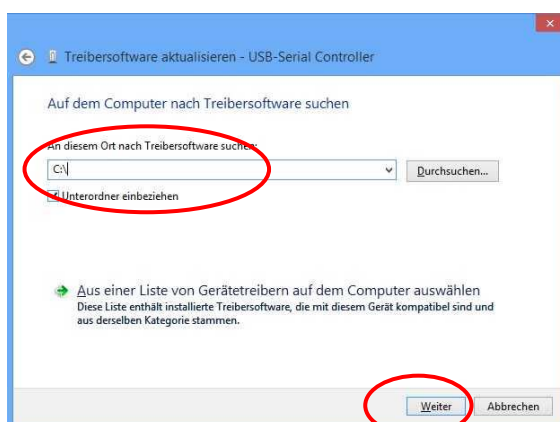 Treibersoftware aktualisieren - USB-Serial Controller
Auf dem Computer nach Treibersoftware suchen
An diesem Ort nach Treibersoftware suchen:
C:\
Durchsuchen...
Unterordner einbeziehen
Aus einer Liste von Gerätetreibern auf dem Computer auswählen
Diese Liste enthält installierte Treibersoftware, die mit diesem Gerät kompatibel sind und
aus derselben Kategorie stammen.
Weiter
Abbrechen